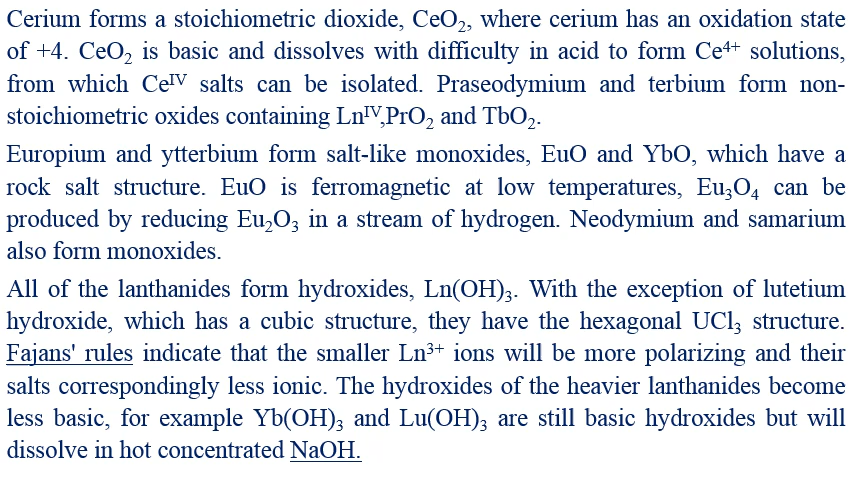 Cerium forms a stoichiometric dioxide, CeO₂, where cerium has an oxidation state
of +4. CeO₂ is basic and dissolves with difficulty in acid to form Ce⁴⁺ solutions,
from which Ceᴵⱽ salts can be isolated. Praseodymium and terbium form non-
stoichiometric oxides containing Lnᴵⱽ,PrO₂ and TbO₂.
Europium and ytterbium form salt-like monoxides, EuO and YbO, which have a
rock salt structure. EuO is ferromagnetic at low temperatures, Eu₃O₄ can be
produced by reducing Eu₂O₃ in a stream of hydrogen. Neodymium and samarium
also form monoxides.
All of the lanthanides form hydroxides, Ln(OH)₃. With the exception of lutetium
hydroxide, which has a cubic structure, they have the hexagonal UCl₃ structure.
Fajans' rules indicate that the smaller Ln³⁺ ions will be more polarizing and their
salts correspondingly less ionic. The hydroxides of the heavier lanthanides become
less basic, for example Yb(OH)₃ and Lu(OH)₃ are still basic hydroxides but will
dissolve in hot concentrated NaOH.